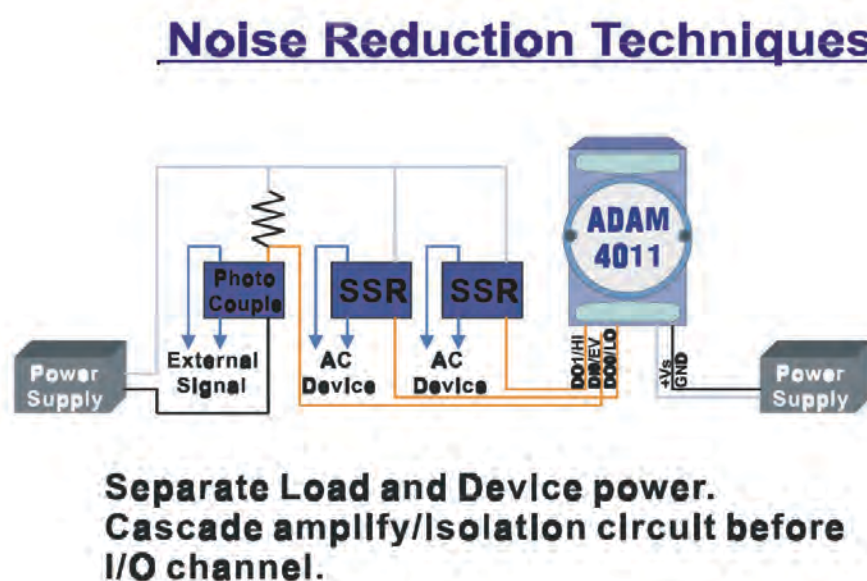 Noise Reduction Techniques
ADAM
4011
Photo
Couple
SSR
SSR
DO1/HI
DI0/EV
DO0/LO
+Vs
GND
External
Signal
AC
Device
AC
Device
Power
Supply
Power
Supply
Separate Load and Device power.
Cascade amplify/isolation circuit before
I/O channel.